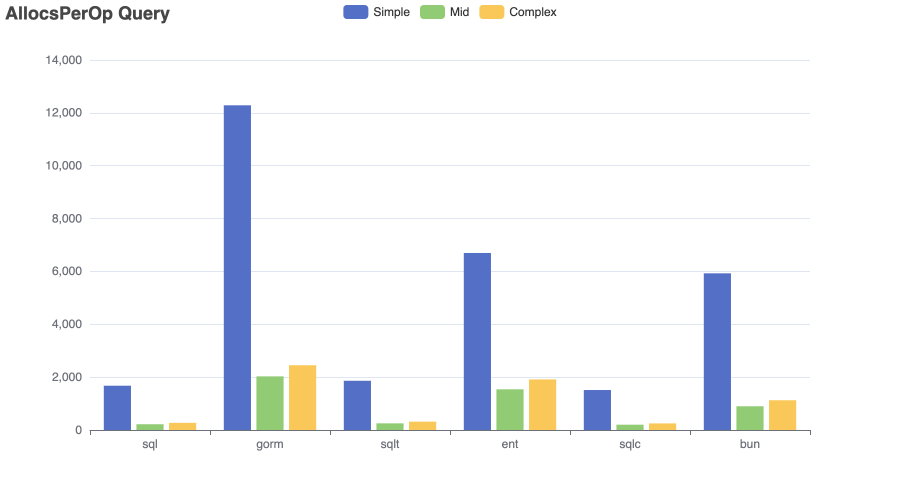 AllocsPerOp Query
Simple Mid Complex
14,000
12,000
10,000
8,000
6,000
4,000
2,000
0
sql gorm sqlt ent sqlc bun